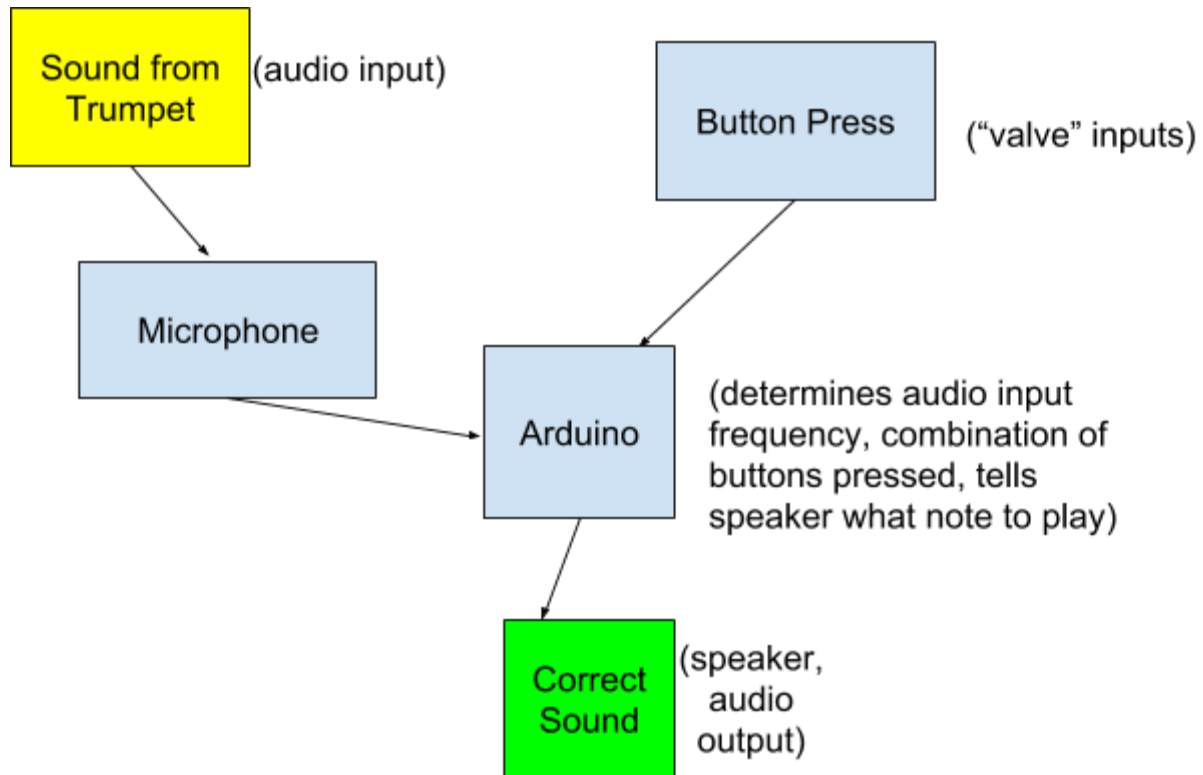 Sound from
Trumpet
(audio input)
Button Press
(“valve” inputs)
Microphone
Arduino
(determines audio input
frequency, combination of
buttons pressed, tells
speaker what note to play)
Correct
Sound
(speaker,
audio
output)